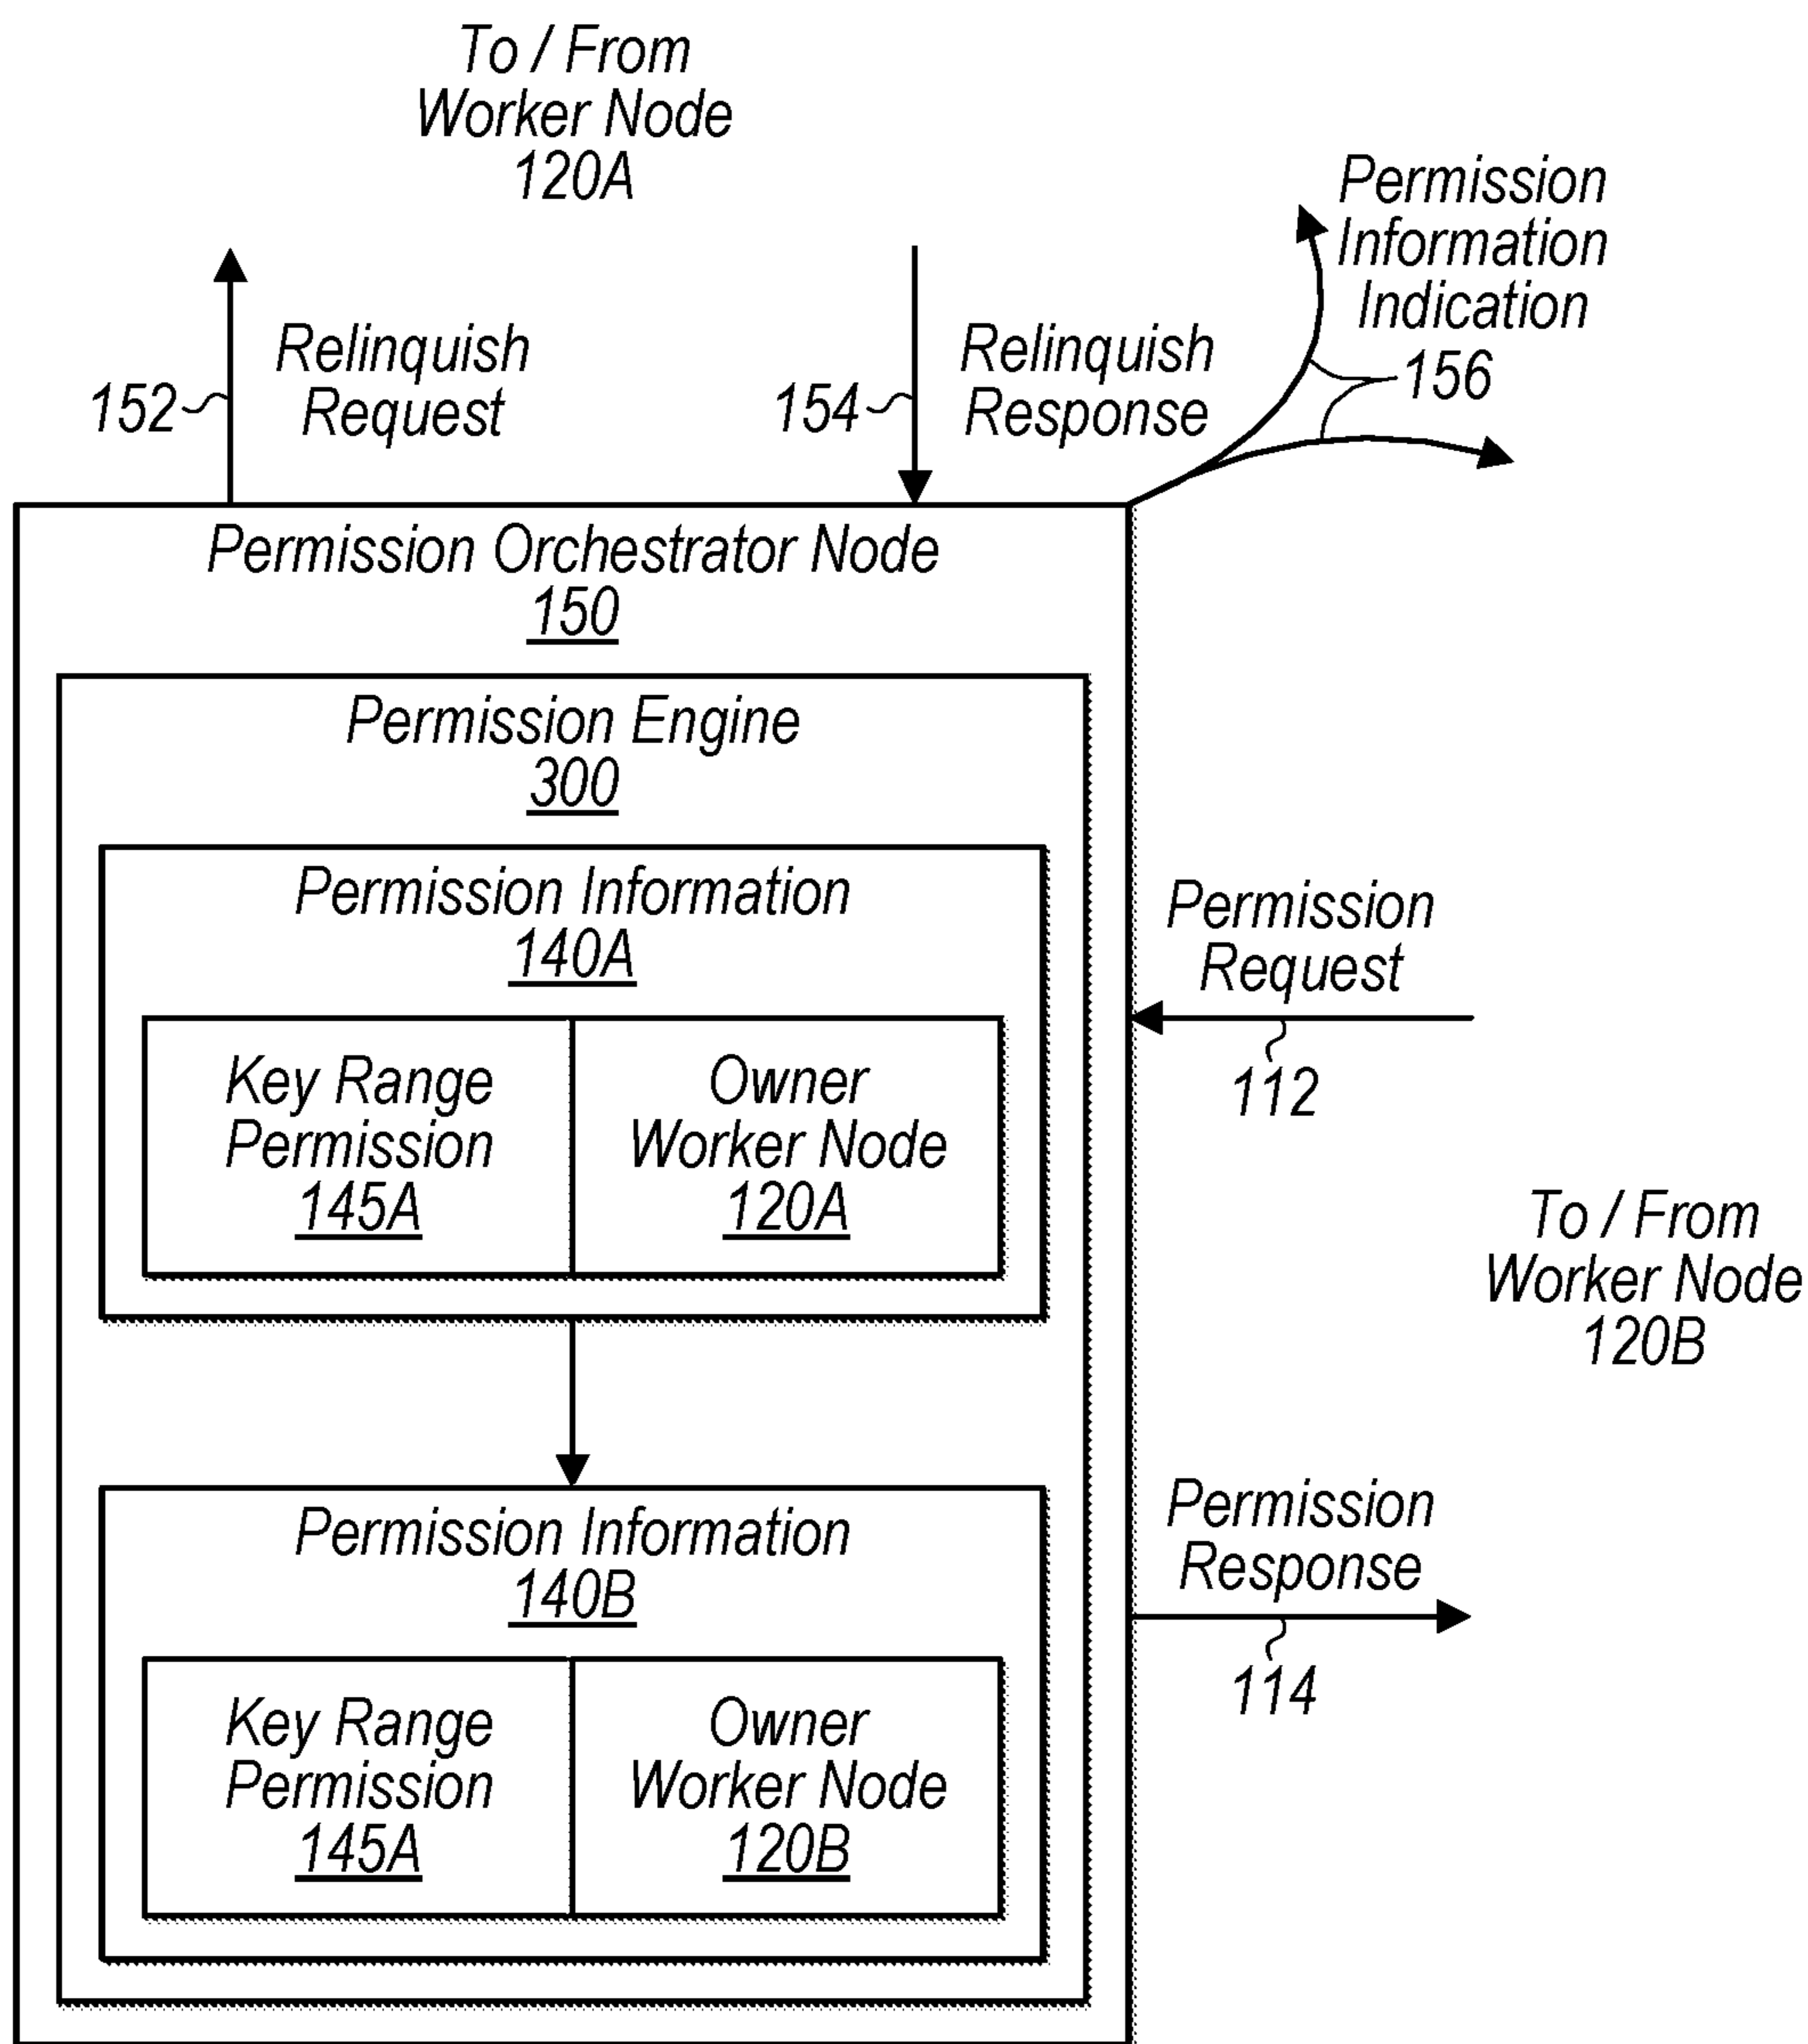 To / From
Worker Node
120A
Permission
Information
Indication
156
152
Relinquish
Request
154
Relinquish
Response
Permission Orchestrator Node
150
Permission Engine
300
Permission Information
140A
Key Range
Permission
145A
Owner
Worker Node
120A
Permission
Request
112
To / From
Worker Node
120B
Permission Information
140B
Key Range
Permission
145A
Owner
Worker Node
120B
Permission
Response
114